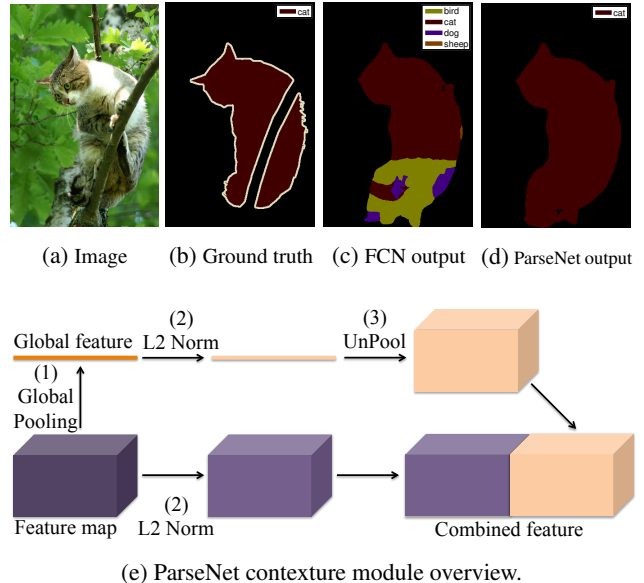 cat
bird
cat
dog
sheep
cat
(a) Image
(b) Ground truth
(c) FCN output
(d) ParseNet output
Global feature
(2)
L2 Norm
(3)
UnPool
(1)
Global
Pooling
Feature map
(2)
L2 Norm
Combined feature
(e) ParseNet contexture module overview.